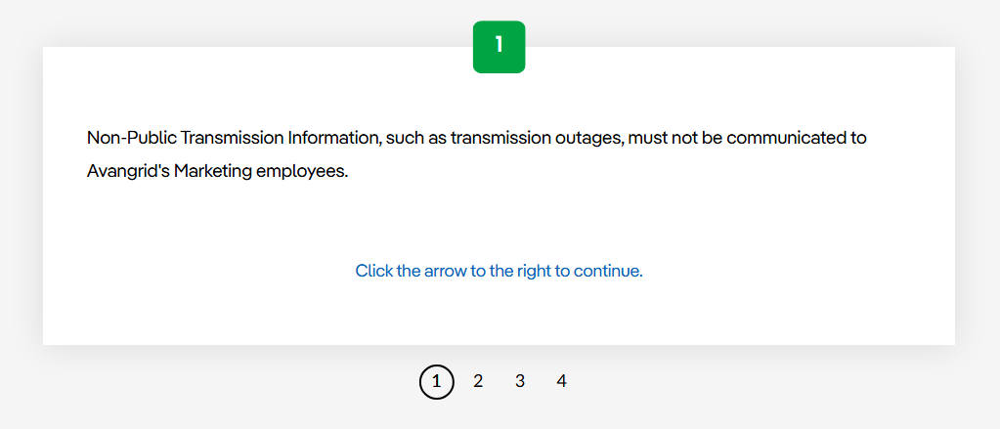 1
Non-Public Transmission Information, such as transmission outages, must not be communicated to
Avangrid's Marketing employees.
Click the arrow to the right to continue.
1 2 3 4